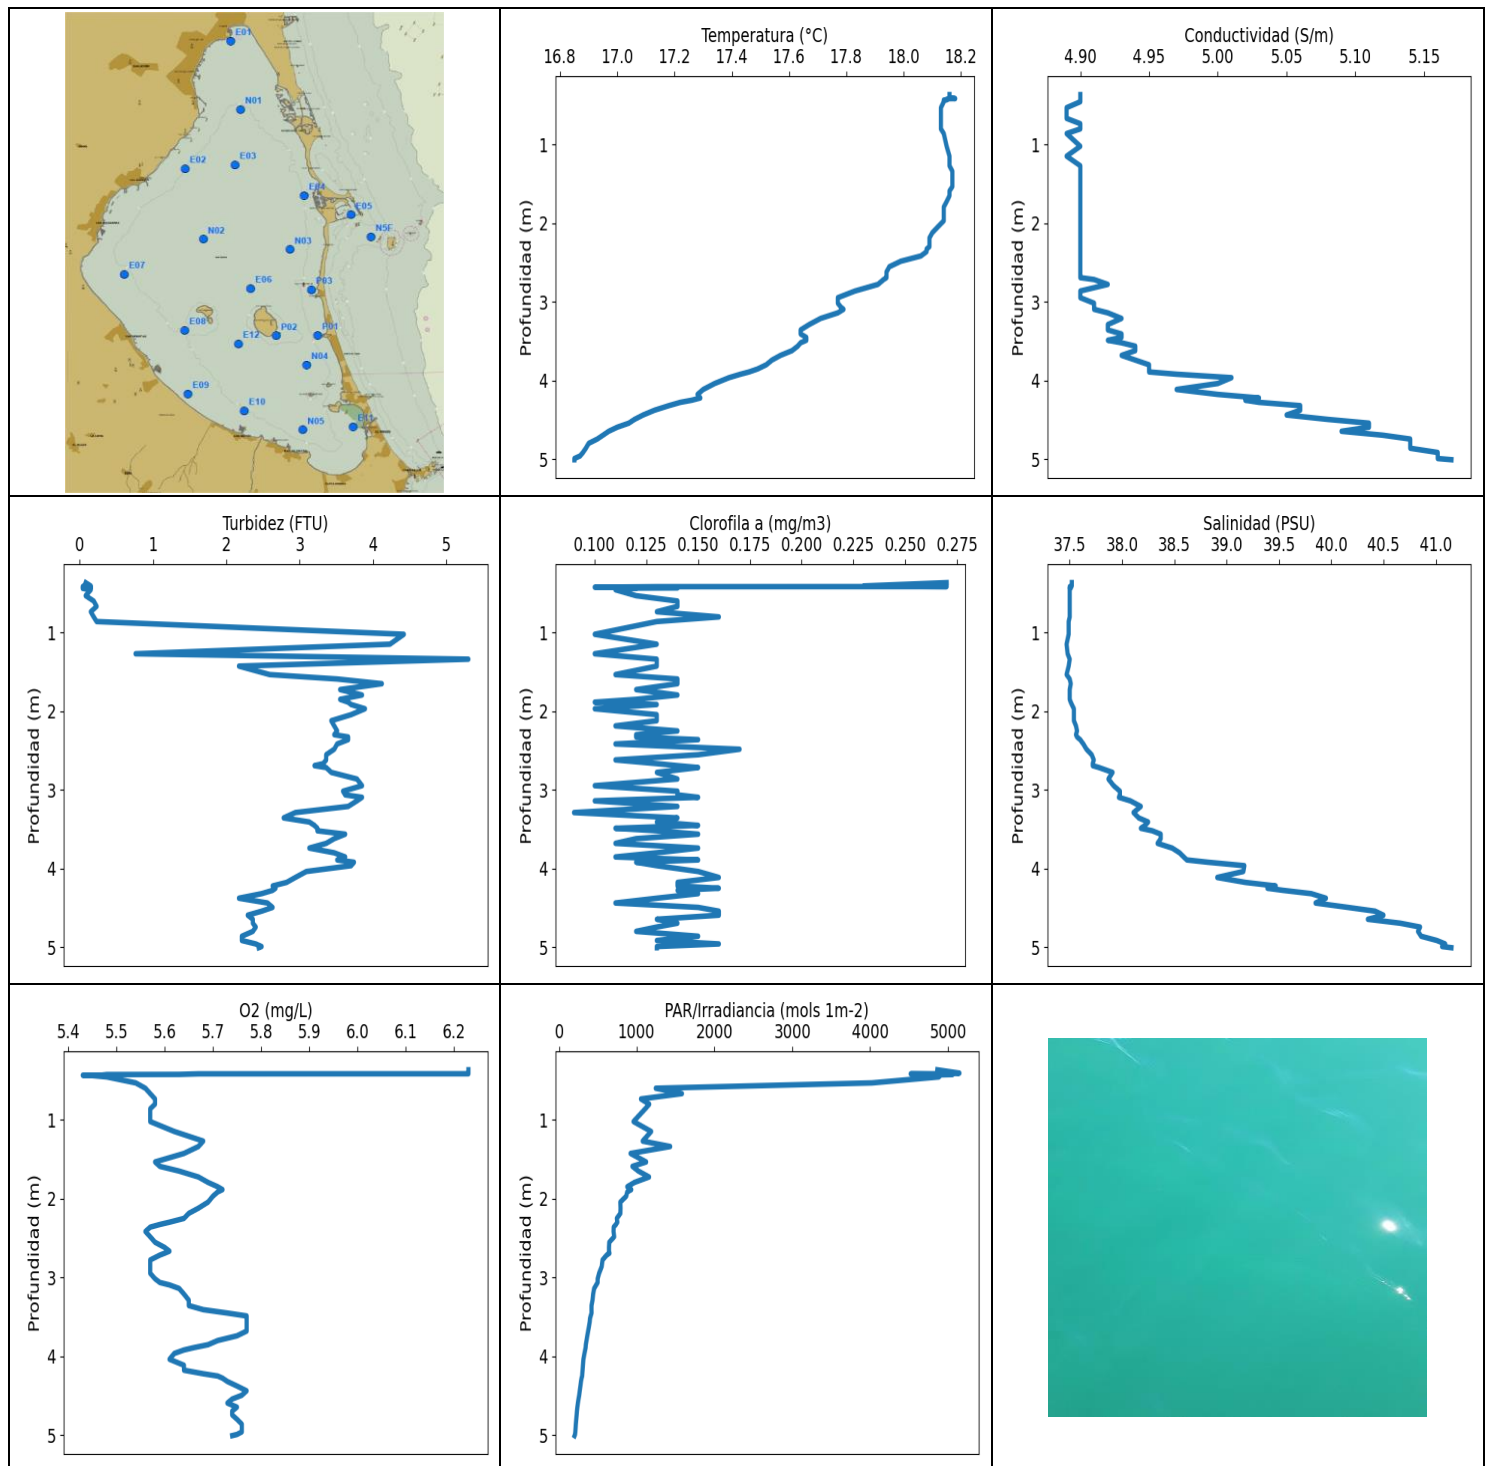 E01
N01
E02
E03
E04
E05
N5F
N02
N03
E07
E06
P03
E08
E12
P02
P01
N04
E09
E10
N05
E11
Temperatura (°C)
16.8 17.0 17.2 17.4 17.6 17.8 18.0 18.2
Profundidad (m)
1
2
3
4
5
Conductividad (S/m)
4.90 4.95 5.00 5.05 5.10 5.15
Profundidad (m)
1
2
3
4
5
Turbidez (FTU)
0 1 2 3 4 5
Profundidad (m)
1
2
3
4
5
Clorofila a (mg/m3)
0.100 0.125 0.150 0.175 0.200 0.225 0.250 0.275
Profundidad (m)
1
2
3
4
5
Salinidad (PSU)
37.5 38.0 38.5 39.0 39.5 40.0 40.5 41.0
Profundidad (m)
1
2
3
4
5
O2 (mg/L)
5.4 5.5 5.6 5.7 5.8 5.9 6.0 6.1 6.2
Profundidad (m)
1
2
3
4
5
PAR/Irradiancia (mols 1m-2)
0 1000 2000 3000 4000 5000
Profundidad (m)
1
2
3
4
5